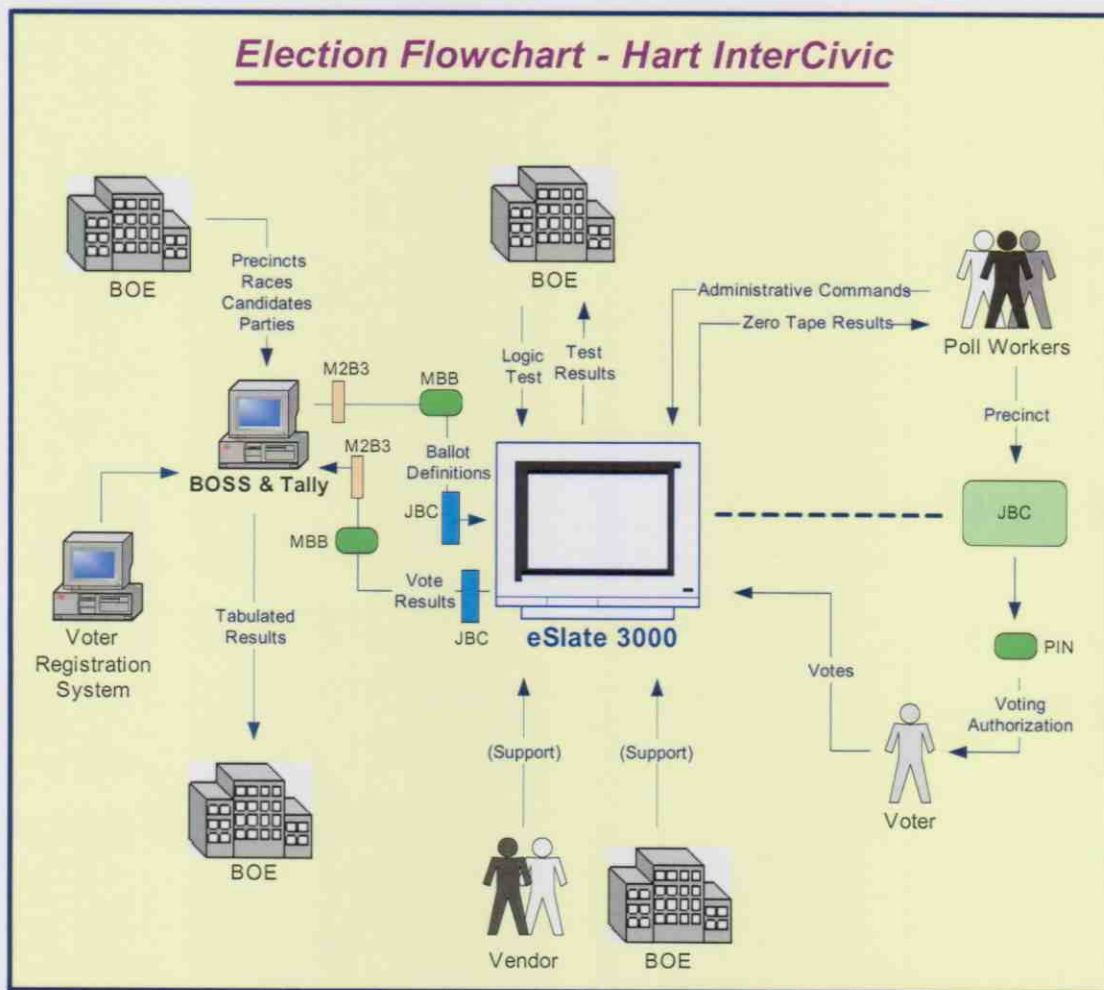 Election Flowchart - Hart InterCivic
BOE
Precincts
Races
Candidates
Parties
BOE
Logic
Test
Test
Results
Administrative Commands
Zero Tape Results
Poll Workers
Precinct
JBC
PIN
Voting
Authorization
Voter
Votes
M2B3
MBB
Ballot
Definitions
JBC
M2B3
MBB
Vote
Results
JBC
BOSS & Tally
eSlate 3000
Voter
Registration
System
Tabulated
Results
BOE
(Support)
Vendor
(Support)
BOE